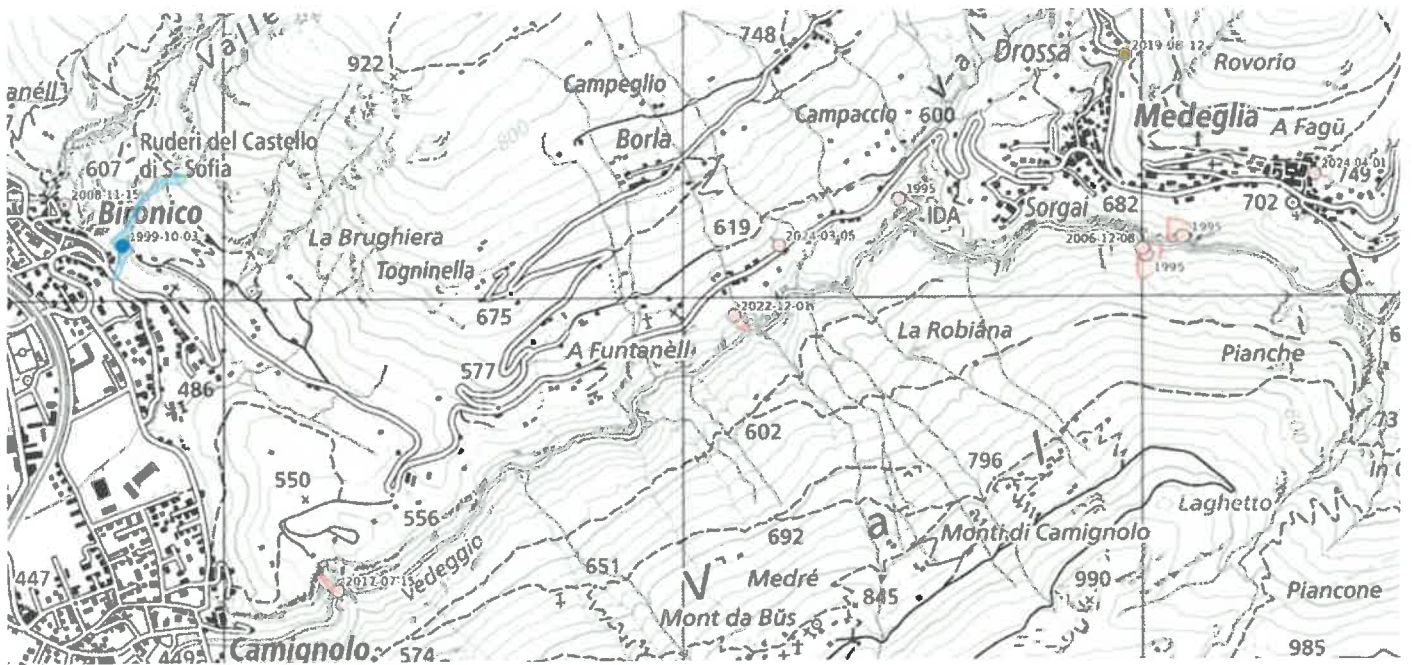 Valle
748
Drossa
2019-08-12
922
Rovorio
anéll
Campeglio
Campaccio
600
Medeglia
A Fagü
Ruderi del Castello
di S. Sofia
Borla
607
2024-04-01
749
2008-11-15
1995
Bironico
IDA
Sorgai
682
702
1999-10-03
La Brughiera
619
2024-03-05
2006-12-08
1995
Togninella
1995
d
675
2022-12-01
La Robiâna
A Funtanèll
Pianche
577
486
800
602
73
796
l
550
Laghetto
556
a
Monti di Camignolo
692
Vedeggio
651
447
2017-07-15
V
Medré
990
Piancone
845
Mont da Büs
Camignolo
449
574
985